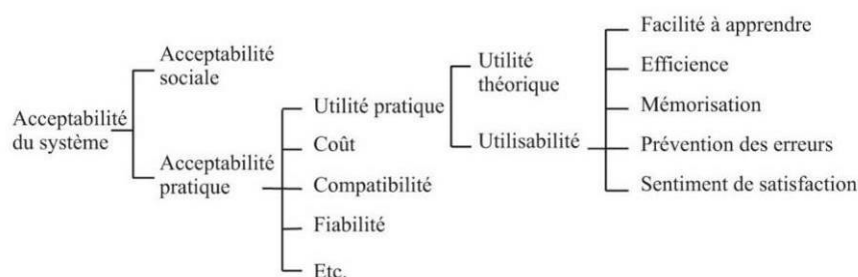 Acceptabilité
du système
Acceptabilité
sociale
Acceptabilité
pratique
Utilité pratique
Coût
Compatibilité
Fiabilité
Etc.
Utilité
théorique
Utilisabilité
Facilité à apprendre
Efficience
Mémorisation
Prévention des erreurs
Sentiment de satisfaction